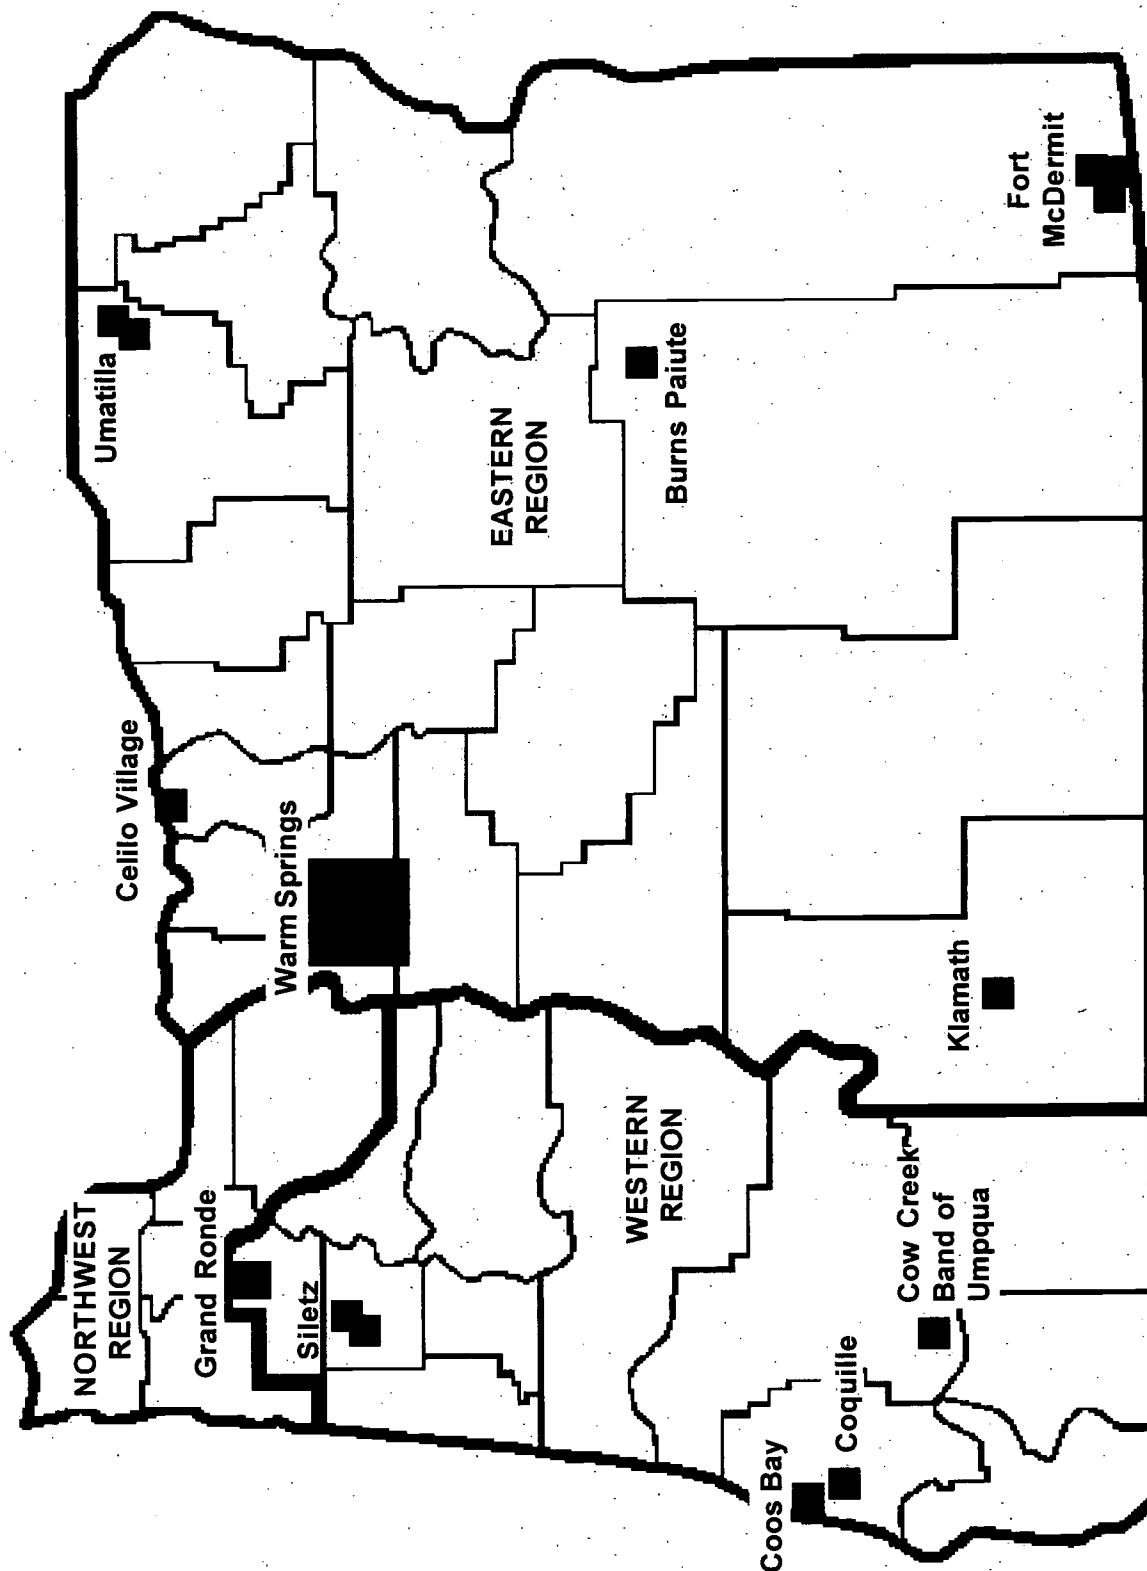 NORTHWEST
REGION
Grand Ronde
Siletz
Coos Bay
Coquille
Cow Creek
Band of
Umpqua
WESTERN
REGION
Klamath
Warm Springs
Celilo Village
EASTERN
REGION
Umatilla
Burns Paiute
Fort
McDermit